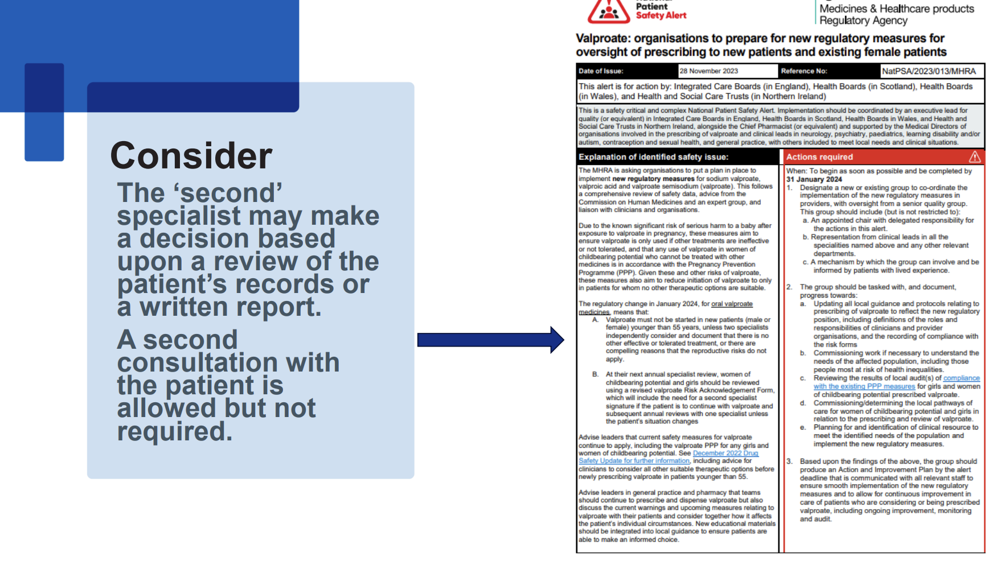 Consider
The ‘second’
specialist may make
a decision based
upon a review of the
patient’s records or
a written report.
A second
consultation with
the patient is
allowed but not
required.
Patient
Safety Alert
Medicines & Healthcare products
Regulatory Agency
Valproate: organisations to prepare for new regulatory measures for
oversight of prescribing to new patients and existing female patients
Date of Issue: 28 November 2023 Reference No: NatPSA/2023/013/MHRA
This alert is for action by: Integrated Care Boards (in England), Health Boards (in Scotland), Health Boards
(in Wales), and Health and Social Care Trusts (in Northern Ireland)
This is a safety critical and complex National Patient Safety Alert. Implementation should be coordinated by an executive lead for
quality (or equivalent) in Integrated Care Boards in England, Health Boards in Scotland, Health Boards in Wales, and Health and
Social Care Trusts in Northern Ireland, alongside the Chief Pharmacist (or equivalent) and supported by the Medical Directors of
organisations involved in the prescribing of valproate and clinical leads in neurology, psychiatry, paediatrics, learning disability and/or
autism, contraception and sexual health, and general practice, with others included to meet local needs and clinical situations.
Explanation of identified safety issue:
The MHRA is asking organisations to put a plan in place to
implement new regulatory measures for sodium valproate,
valproic acid and valproate semisodium (valproate). This follows
a comprehensive review of safety data, advice from the
Commission on Human Medicines and an expert group, and
liaison with clinicians and organisations.
Due to the known significant risk of serious harm to a baby after
exposure to valproate in pregnancy, these measures aim to
ensure valproate is only used if other treatments are ineffective
or not tolerated, and that any use of valproate in women of
childbearing potential who cannot be treated with other
medicines is in accordance with the Pregnancy Prevention
Programme (PPP). Given these and other risks of valproate,
these measures also aim to reduce initiation of valproate to only
in patients for whom no other therapeutic options are suitable.
The regulatory change in January 2024, for oral valproate
medicines, means that:
A. Valproate must not be started in new patients (male or
female) younger than 55 years, unless two specialists
independently consider and document that there is no
other effective or tolerated treatment, or there are
compelling reasons that the reproductive risks do not
apply.
B. At their next annual specialist review, women of
childbearing potential and girls should be reviewed
using a revised valproate Risk Acknowledgement Form,
which will include the need for a second specialist
signature if the patient is to continue with valproate and
subsequent annual reviews with one specialist unless
the patient’s situation changes
Advise leaders that current safety measures for valproate
continue to apply, including the valproate PPP for any girls and
women of childbearing potential. See December 2022 Drug
Safety Update for further information, including advice for
clinicians to consider all other suitable therapeutic options before
newly prescribing valproate in patients younger than 55.
Advise leaders in general practice and pharmacy that teams
should continue to prescribe and dispense valproate but also
discuss the current warnings and upcoming measures relating to
valproate with their patients and consider together how it affects
the patient’s individual circumstances. New educational materials
should be integrated into local guidance to ensure patients are
able to make an informed choice.
Actions required
When: To begin as soon as possible and be completed by
31 January 2024
1. Designate a new or existing group to co-ordinate the
implementation of the new regulatory measures in
providers, with oversight from a senior quality group.
This group should include (but is not restricted to):
a. An appointed chair with delegated responsibility for
the actions in this alert.
b. Representation from clinical leads in all the
specialities named above and any other relevant
departments.
c. A mechanism by which the group can involve and be
informed by patients with lived experience.
2. The group should be tasked with, and document,
progress towards:
a. Updating all local guidance and protocols relating to
prescribing of valproate to reflect the new regulatory
position, including definitions of the roles and
responsibilities of clinicians and provider
organisations, and the recording of compliance with
the risk forms
b. Commissioning work if necessary to understand the
needs of the affected population, including those
people most at risk of health inequalities.
c. Reviewing the results of local audit(s) of compliance
with the existing PPP measures for girls and women
of childbearing potential prescribed valproate.
d. Commissioning/determining the local pathways of
care for women of childbearing potential and girls in
relation to the prescribing and review of valproate.
e. Planning for and identification of clinical resource to
meet the identified needs of the population and
implement the new regulatory measures.
3. Based upon the findings of the above, the group should
produce an Action and Improvement Plan by the alert
deadline that is communicated with all relevant staff to
ensure smooth implementation of the new regulatory
measures and to allow for continuous improvement in
care of patients who are considering or being prescribed
valproate, including ongoing improvement, monitoring
and audit.